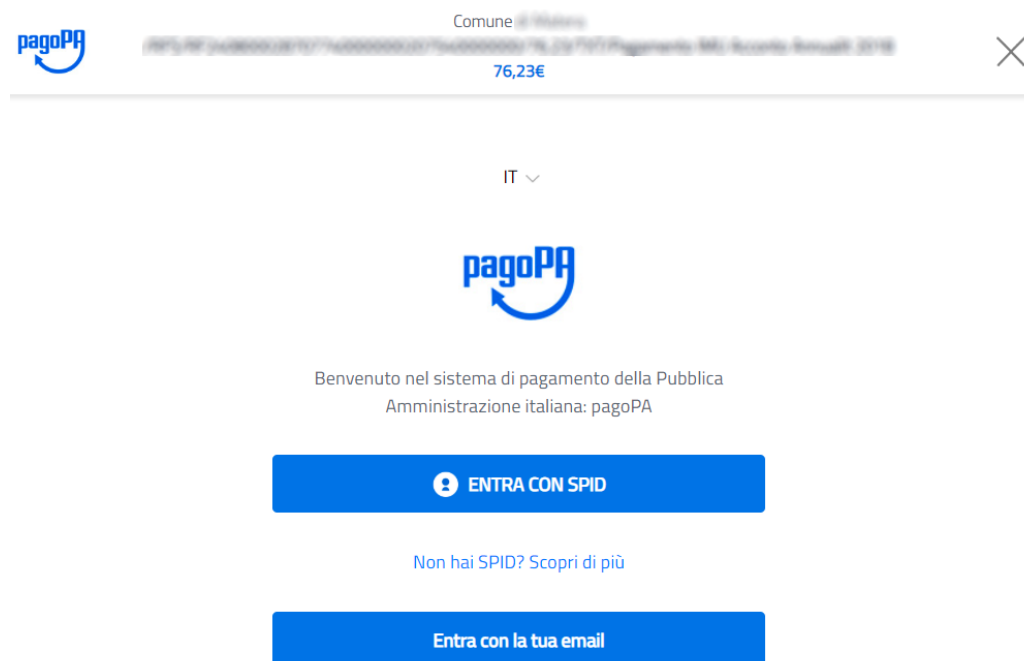 pagoPA
Comune
76,23€
IT
pagoPA
Benvenuto nel sistema di pagamento della Pubblica
Amministrazione italiana: pagoPA
ENTRA CON SPID
Non hai SPID? Scopri di più
Entra con la tua email